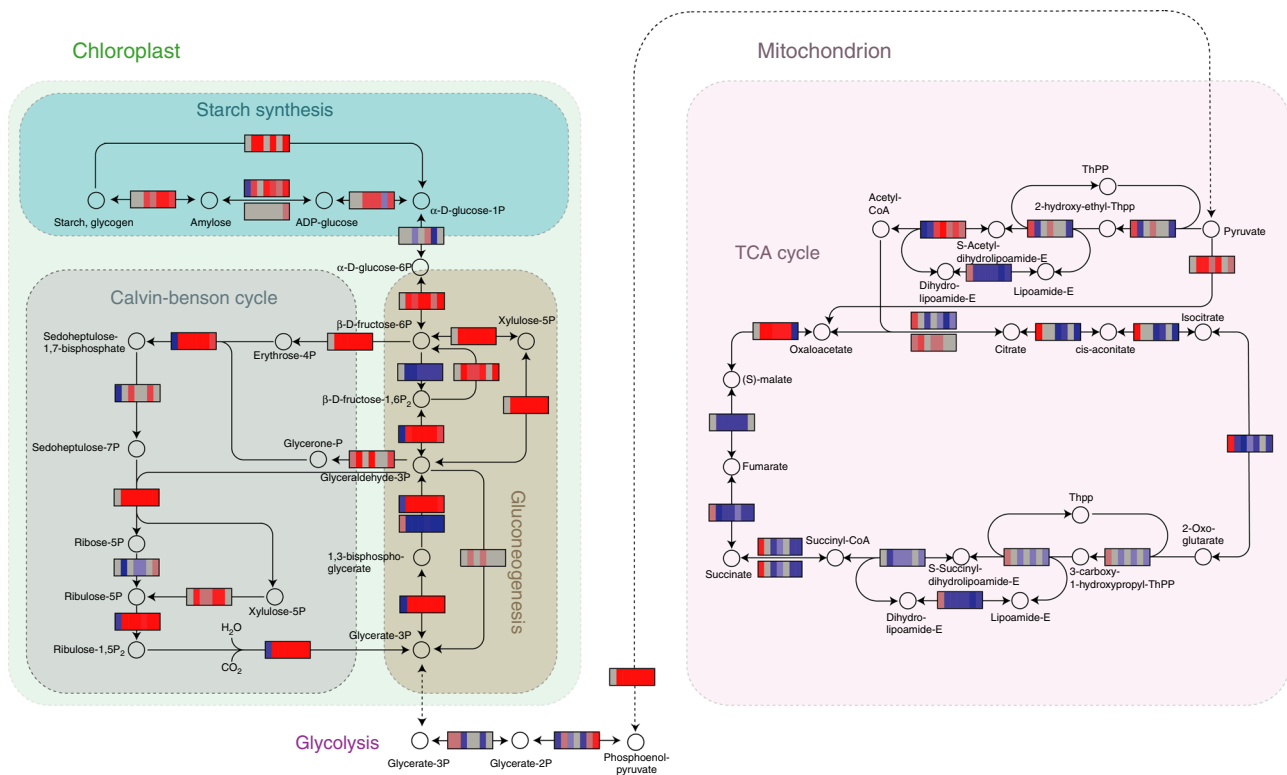 Chloroplast
Mitochondrion
Starch synthesis
Starch, glycogen
Amylose
ADP-glucose
α-D-glucose-1P
α-D-glucose-6P
Calvin-benson cycle
Sedoheptulose-
1,7-bisphosphate
Erythrose-4P
β-D-fructose-6P
Xylulose-5P
β-D-fructose-1,6P2
Sedoheptulose-7P
Glycerone-P
Glyceraldehyde-3P
Gluconeogenesis
Ribose-5P
1,3-bisphospho-
glycerate
Ribulose-5P
Xylulose-5P
H2O
CO2
Ribulose-1,5P2
Glycerate-3P
Glycolysis
Glycerate-3P
Glycerate-2P
Phosphoenol-
pyruvate
TCA cycle
ThPP
Acetyl-
CoA
2-hydroxy-ethyl-Thpp
Pyruvate
S-Acetyl-
dihydrolipoamide-E
Dihydro-
lipoamide-E
Lipoamide-E
Oxaloacetate
Citrate
cis-aconitate
Isocitrate
(S)-malate
Fumarate
Succinate
Succinyl-CoA
Thpp
2-Oxo-
glutarate
S-Succinyl-
dihydrolipoamide-E
3-carboxy-
1-hydroxypropyl-ThPP
Dihydro-
lipoamide-E
Lipoamide-E